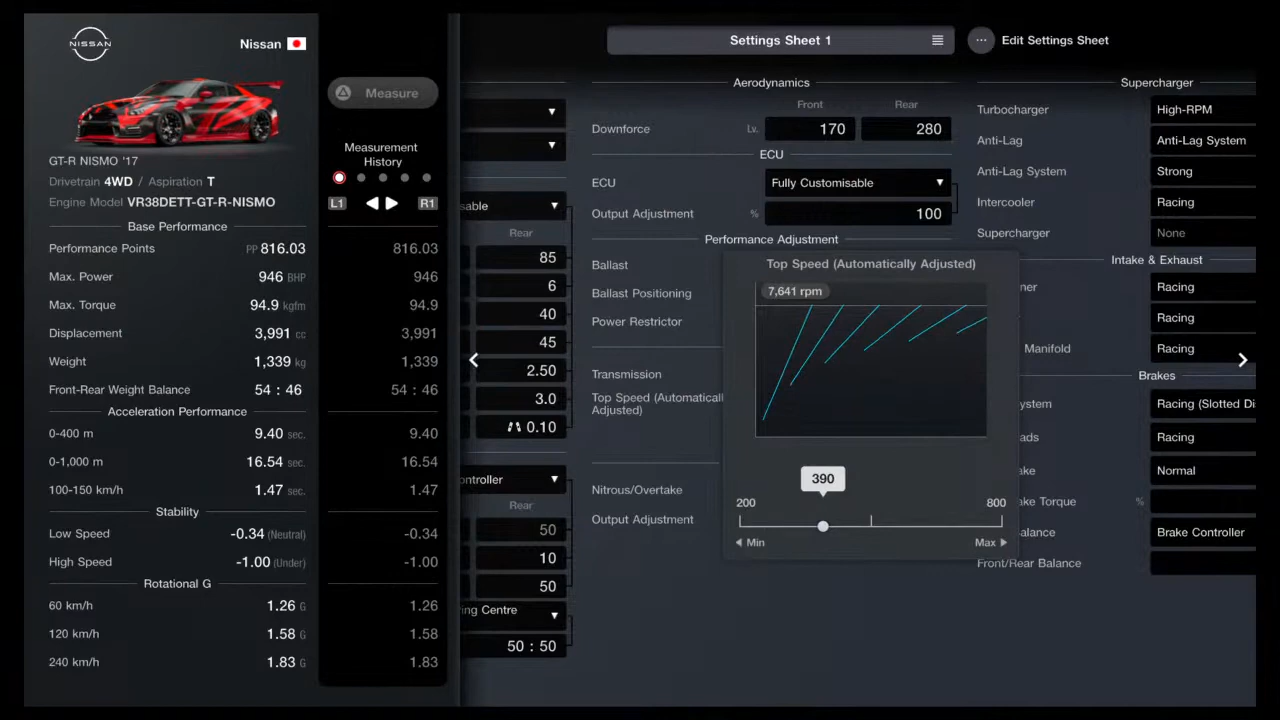 NISSAN
Nissan
GT-R NISMO '17
Drivetrain 4WD / Aspiration T
Engine Model VR38DETT-GT-R-NISMO
Base Performance
Performance Points PP 816.03
Max. Power 946 BHP
Max. Torque 94.9 kgfm
Displacement 3,991 cc
Weight 1,339 kg
Front-Rear Weight Balance 54 : 46
Acceleration Performance
0-400 m 9.40 sec.
0-1,000 m 16.54 sec.
100-150 km/h 1.47 sec.
Stability
Low Speed -0.34 (Neutral)
High Speed -1.00 (Under)
Rotational G
60 km/h 1.26 G
120 km/h 1.58 G
240 km/h 1.83 G
Measure
Measurement
History
L1 R1
816.03
946
94.9
3,991
1,339
54 : 46
9.40
16.54
1.47
-0.34
-1.00
1.26
1.58
1.83
Settings Sheet 1
Edit Settings Sheet
sable
Rear
85
6
40
45
2.50
3.0
0.10
ontroller
Rear
50
10
50
ing Centre
50 : 50
Aerodynamics
Front Rear
Downforce Lv. 170 280
ECU
ECU Fully Customisable
Output Adjustment % 100
Performance Adjustment
Ballast
Ballast Positioning
Power Restrictor
Transmission
Top Speed (Automatically
Adjusted)
Nitrous/Overtake
Output Adjustment
Top Speed (Automatically Adjusted)
7,641 rpm
390
200 800
Min Max
Supercharger
Turbocharger High-RPM
Anti-Lag Anti-Lag System
Anti-Lag System Strong
Intercooler Racing
Supercharger None
Intake & Exhaust
ner Racing
Racing
Manifold Racing
Brakes
ystem Racing (Slotted Di
ads Racing
ke Normal
ke Torque %
alance Brake Controller
Front/Rear Balance